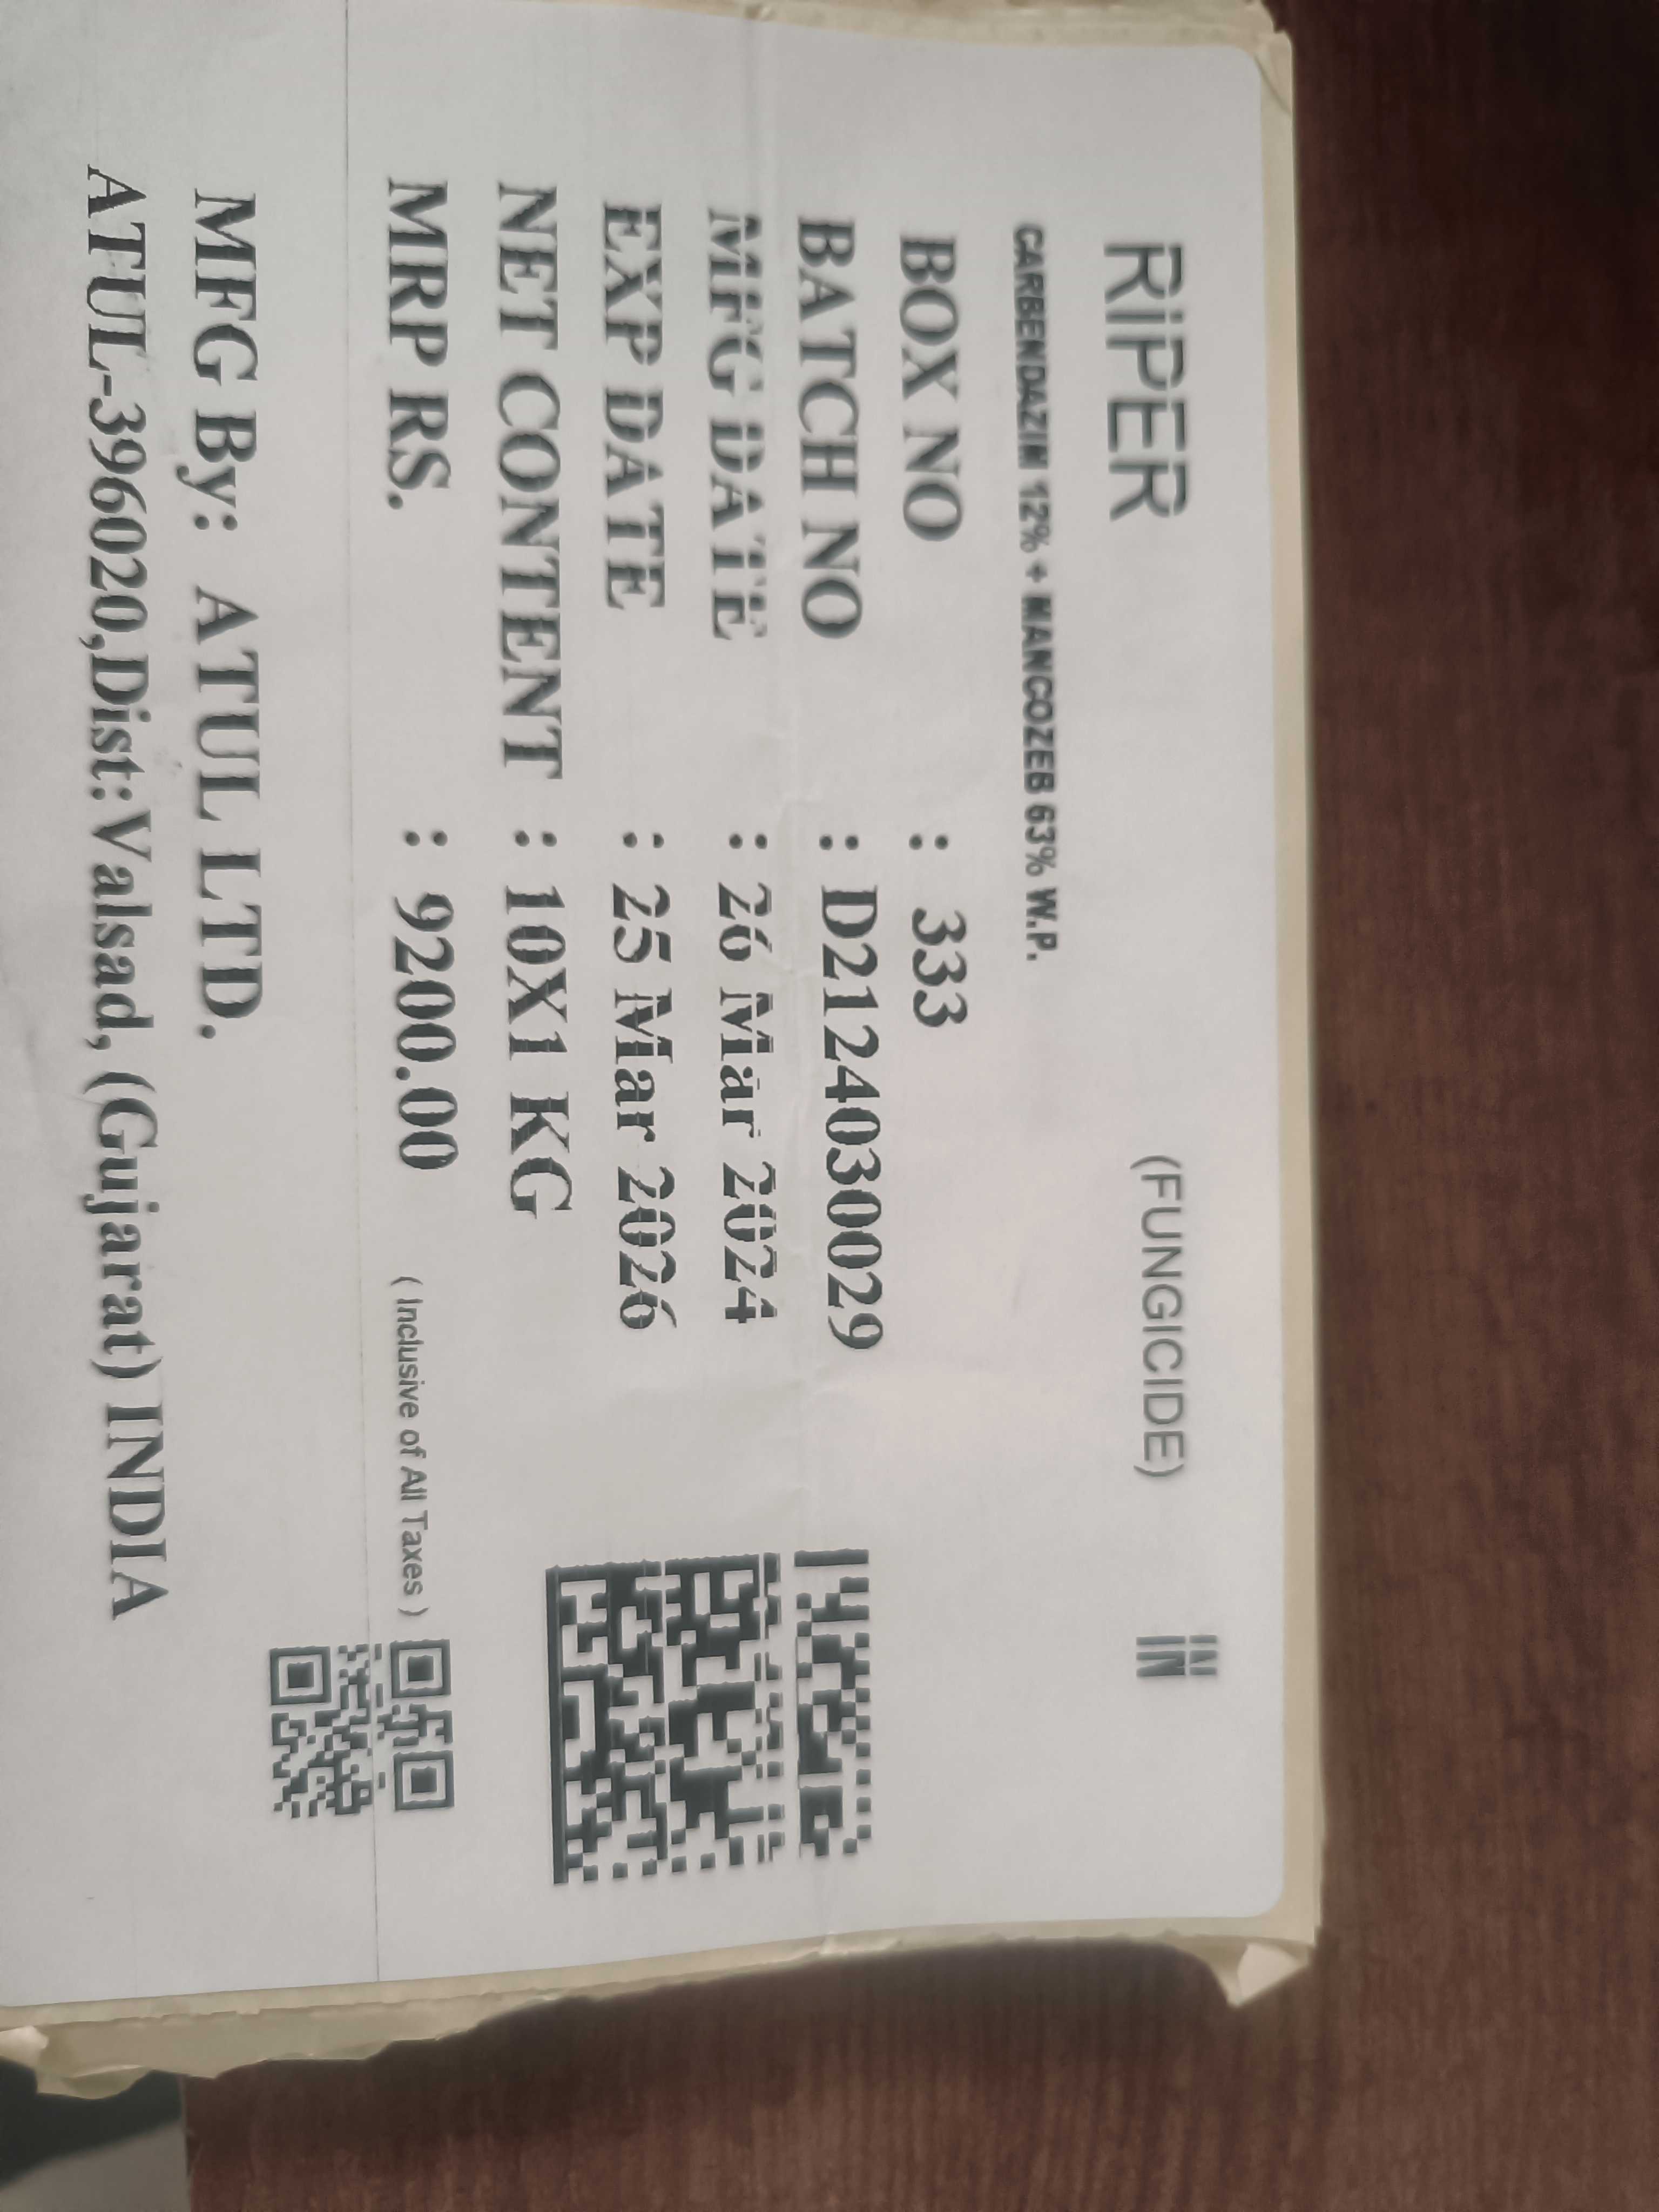 RiPER (FUNGICIDE) IN
CARBENDAZIM 12% + MANCOZEB 63% W.P.
BOX NO : 333
BATCH NO : D2124030029
MFG DATE : 26 Mar 2024
EXP DATE : 25 Mar 2026
NET CONTENT : 10X1 KG
MRP RS. : 9200.00 ( Inclusive of All Taxes )
MFG By: ATUL LTD.
ATUL-396020,Dist:Valsad, (Gujarat) INDIA